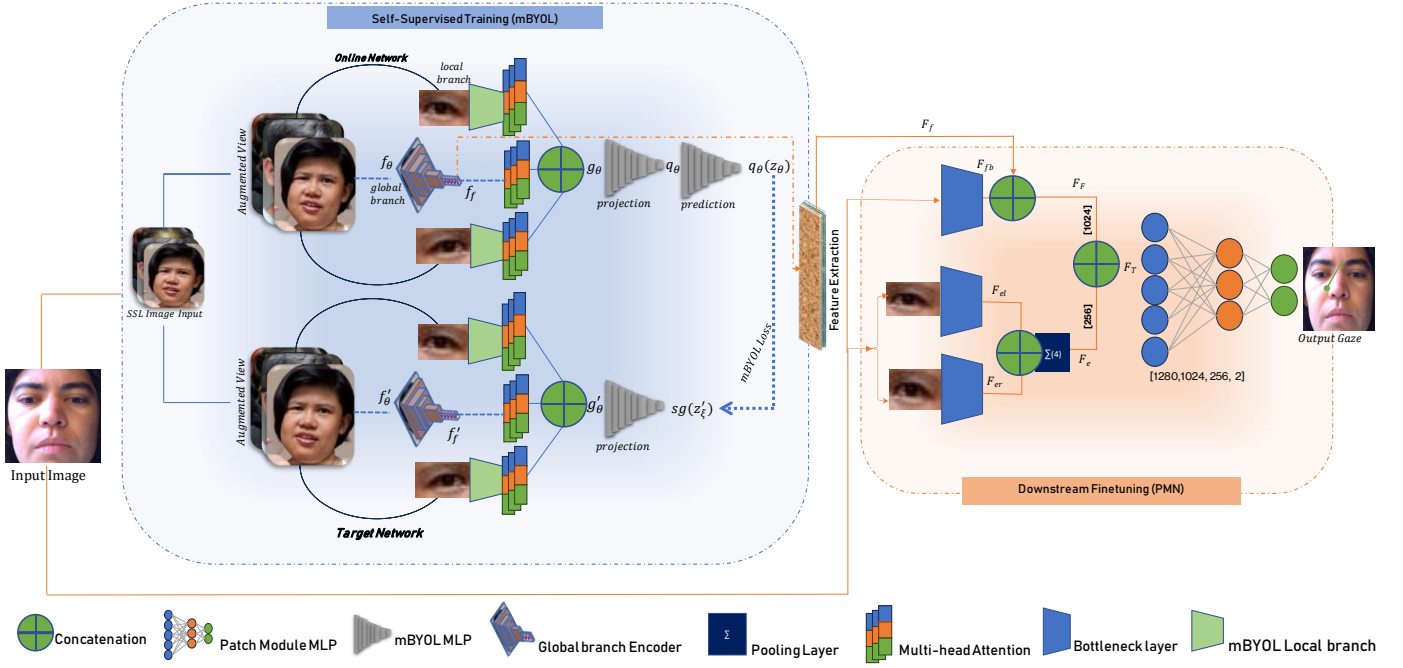 Self-Supervised Training (mBYOL)
Online Network
local
branch
Augmented View
f_θ
global
branch
f_f
g_θ
projection
q_θ
prediction
q_θ(z_θ)
SSL Image Input
mBYOL Loss
Augmented View
f'_θ
f'_f
g'_θ
projection
sg(z'_ξ)
Target Network
Input Image
Feature Extraction
F_f
F_fb
F_F
[1024]
F_T
F_el
[256]
Σ(4)
F_e
F_er
[1280,1024, 256, 2]
Output Gaze
Downstream Finetuning (PMN)
Concatenation
Patch Module MLP
mBYOL MLP
Global branch Encoder
Σ
Pooling Layer
Multi-head Attention
Bottleneck layer
mBYOL Local branch